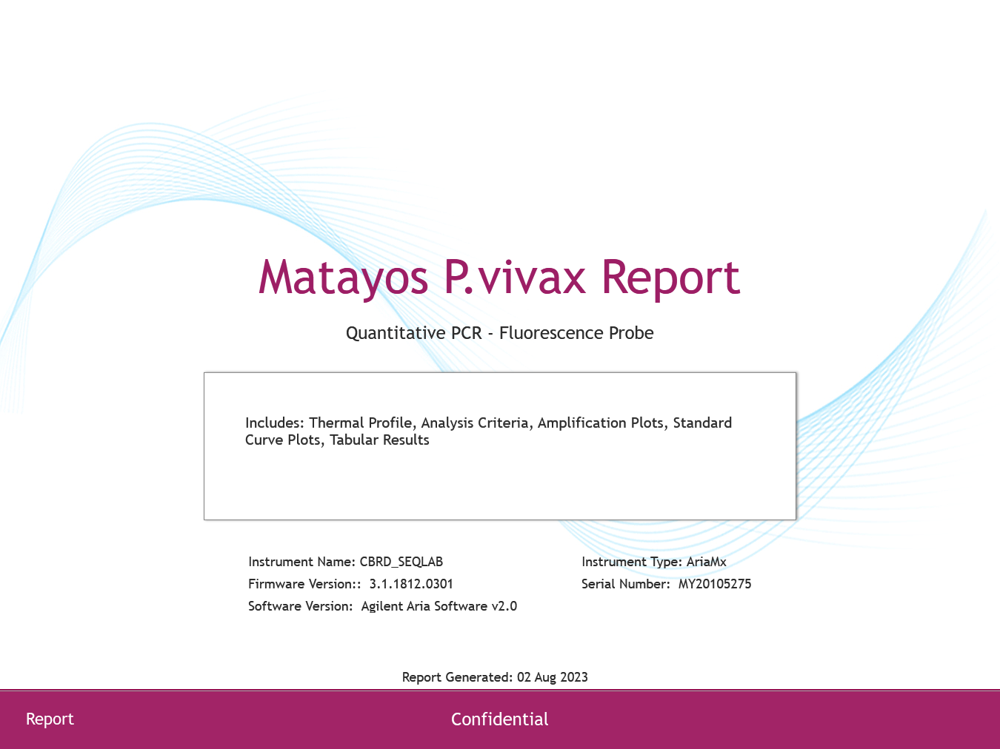 Matayos P.vivax Report
Quantitative PCR - Fluorescence Probe
Includes: Thermal Profile, Analysis Criteria, Amplification Plots, Standard
Curve Plots, Tabular Results
Instrument Name: CBRD_SEQLAB
Instrument Type: AriaMx
Firmware Version::  3.1.1812.0301
Serial Number:  MY20105275
Software Version:  Agilent Aria Software v2.0
Report Generated: 02 Aug 2023
Report
Confidential